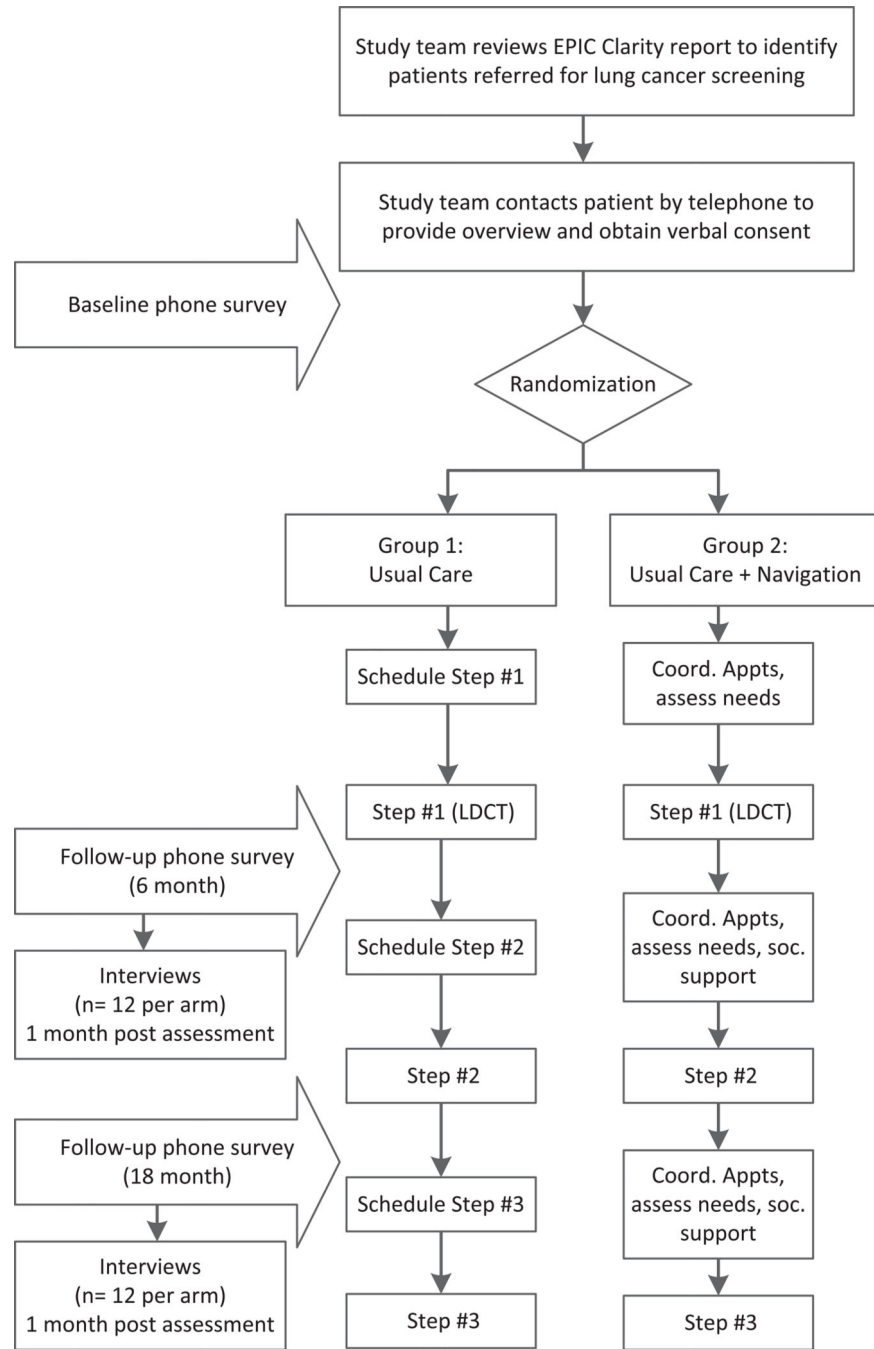 Study team reviews EPIC Clarity report to identify
patients referred for lung cancer screening
Study team contacts patient by telephone to
provide overview and obtain verbal consent
Baseline phone survey
Randomization
Group 1:
Usual Care
Group 2:
Usual Care + Navigation
Schedule Step #1
Coord. Appts,
assess needs
Step #1 (LDCT)
Step #1 (LDCT)
Follow-up phone survey
(6 month)
Schedule Step #2
Coord. Appts,
assess needs, soc.
support
Interviews
(n= 12 per arm)
1 month post assessment
Step #2
Step #2
Follow-up phone survey
(18 month)
Schedule Step #3
Coord. Appts,
assess needs, soc.
support
Interviews
(n= 12 per arm)
1 month post assessment
Step #3
Step #3